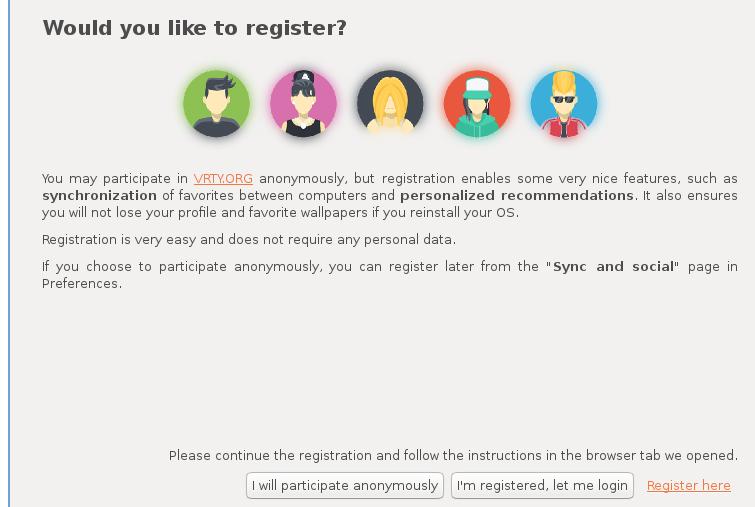 Would you like to register?
You may participate in VRTY.ORG anonymously, but registration enables some very nice features, such as
synchronization of favorites between computers and personalized recommendations. It also ensures
you will not lose your profile and favorite wallpapers if you reinstall your OS.
Registration is very easy and does not require any personal data.
If you choose to participate anonymously, you can register later from the "Sync and social" page in
Preferences.
Please continue the registration and follow the instructions in the browser tab we opened.
I will participate anonymously I'm registered, let me login Register here